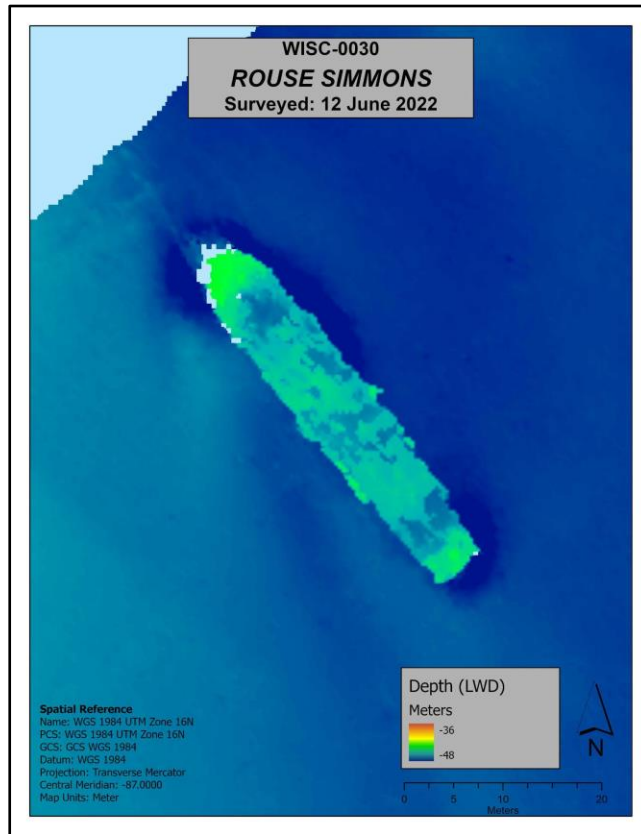 WISC-0030
ROUSE SIMMONS
Surveyed: 12 June 2022
Depth (LWD)
Meters
-36
-48
N
Spatial Reference
Name: WGS 1984 UTM Zone 16N
PCS: WGS 1984 UTM Zone 16N
GCS: GCS WGS 1984
Datum: WGS 1984
Projection: Transverse Mercator
Central Meridian: -87.0000
Map Units: Meter
0 5 10 20
Meters